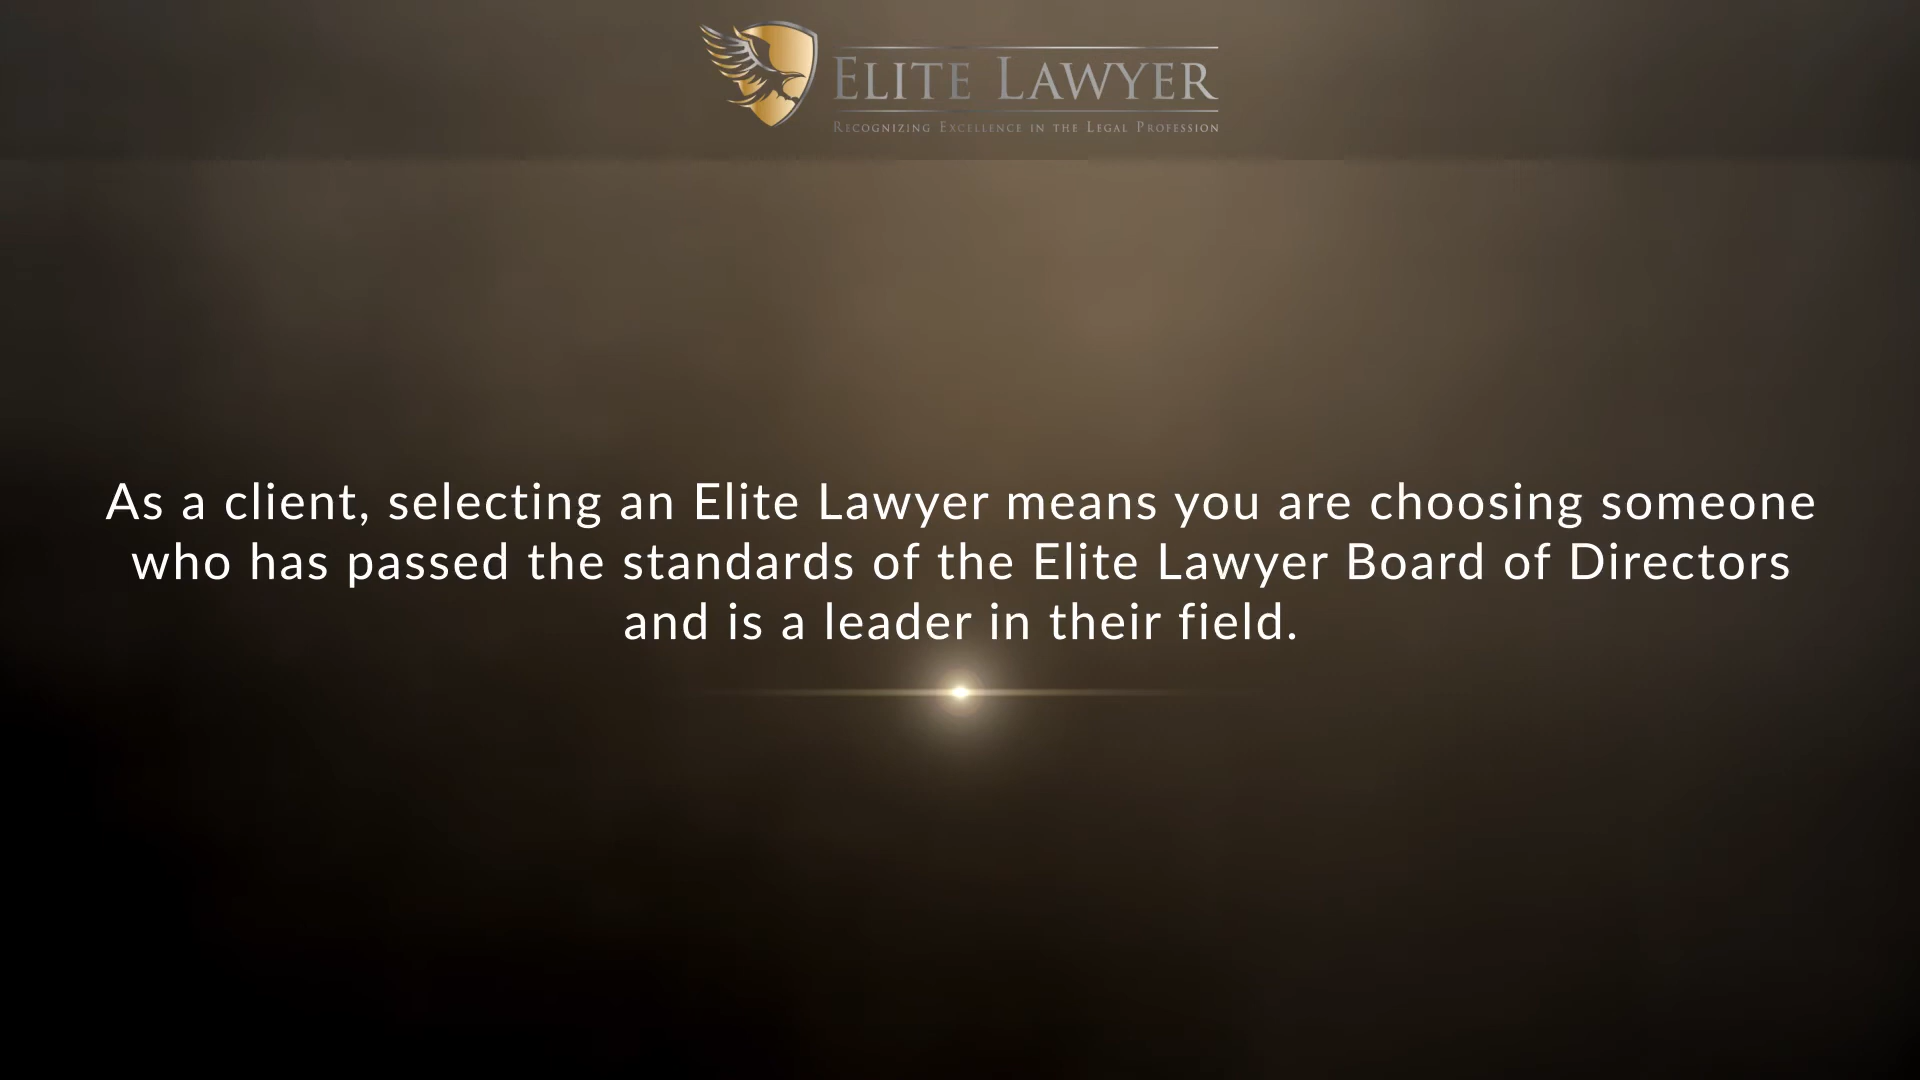 ELITE LAWYER
RECOGNIZING EXCELLENCE IN THE LEGAL PROFESSION
As a client, selecting an Elite Lawyer means you are choosing someone
who has passed the standards of the Elite Lawyer Board of Directors
and is a leader in their field.